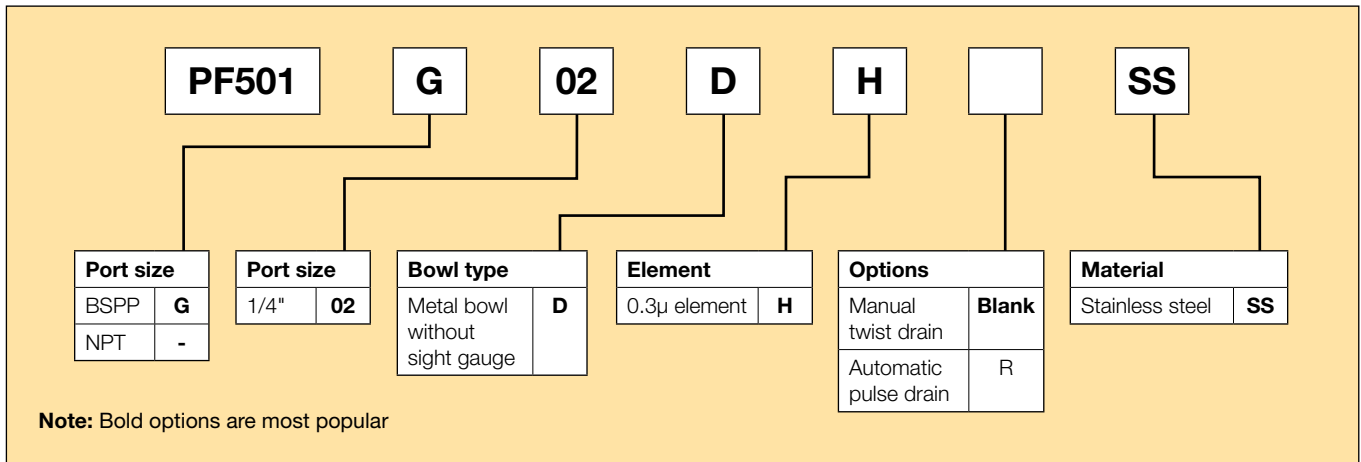 PF501 G 02 D H SS
Port size
BSPP G
NPT -
Port size
1/4" 02
Bowl type
Metal bowl without sight gauge D
Element
0.3µ element H
Options
Manual twist drain Blank
Automatic pulse drain R
Material
Stainless steel SS
Note: Bold options are most popular